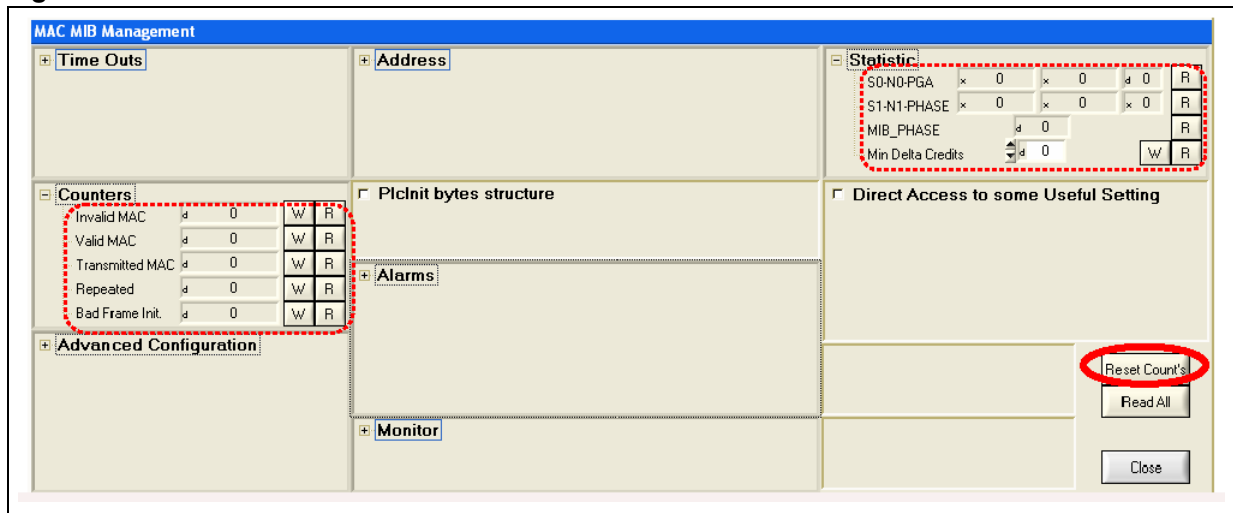 MAC MIB Management
Time Outs
Address
Statistic
S0-N0-PGA × 0 × 0 d 0 R
S1-N1-PHASE × 0 × 0 × 0 R
MIB_PHASE d 0 R
Min Delta Credits d 0 W R
Counters
Invalid MAC d 0 W R
Valid MAC d 0 W R
Transmitted MAC d 0 W R
Repeated d 0 W R
Bad Frame Init. d 0 W R
PlcInit bytes structure
Direct Access to some Useful Setting
Alarms
Advanced Configuration
Reset Count's
Read All
Monitor
Close